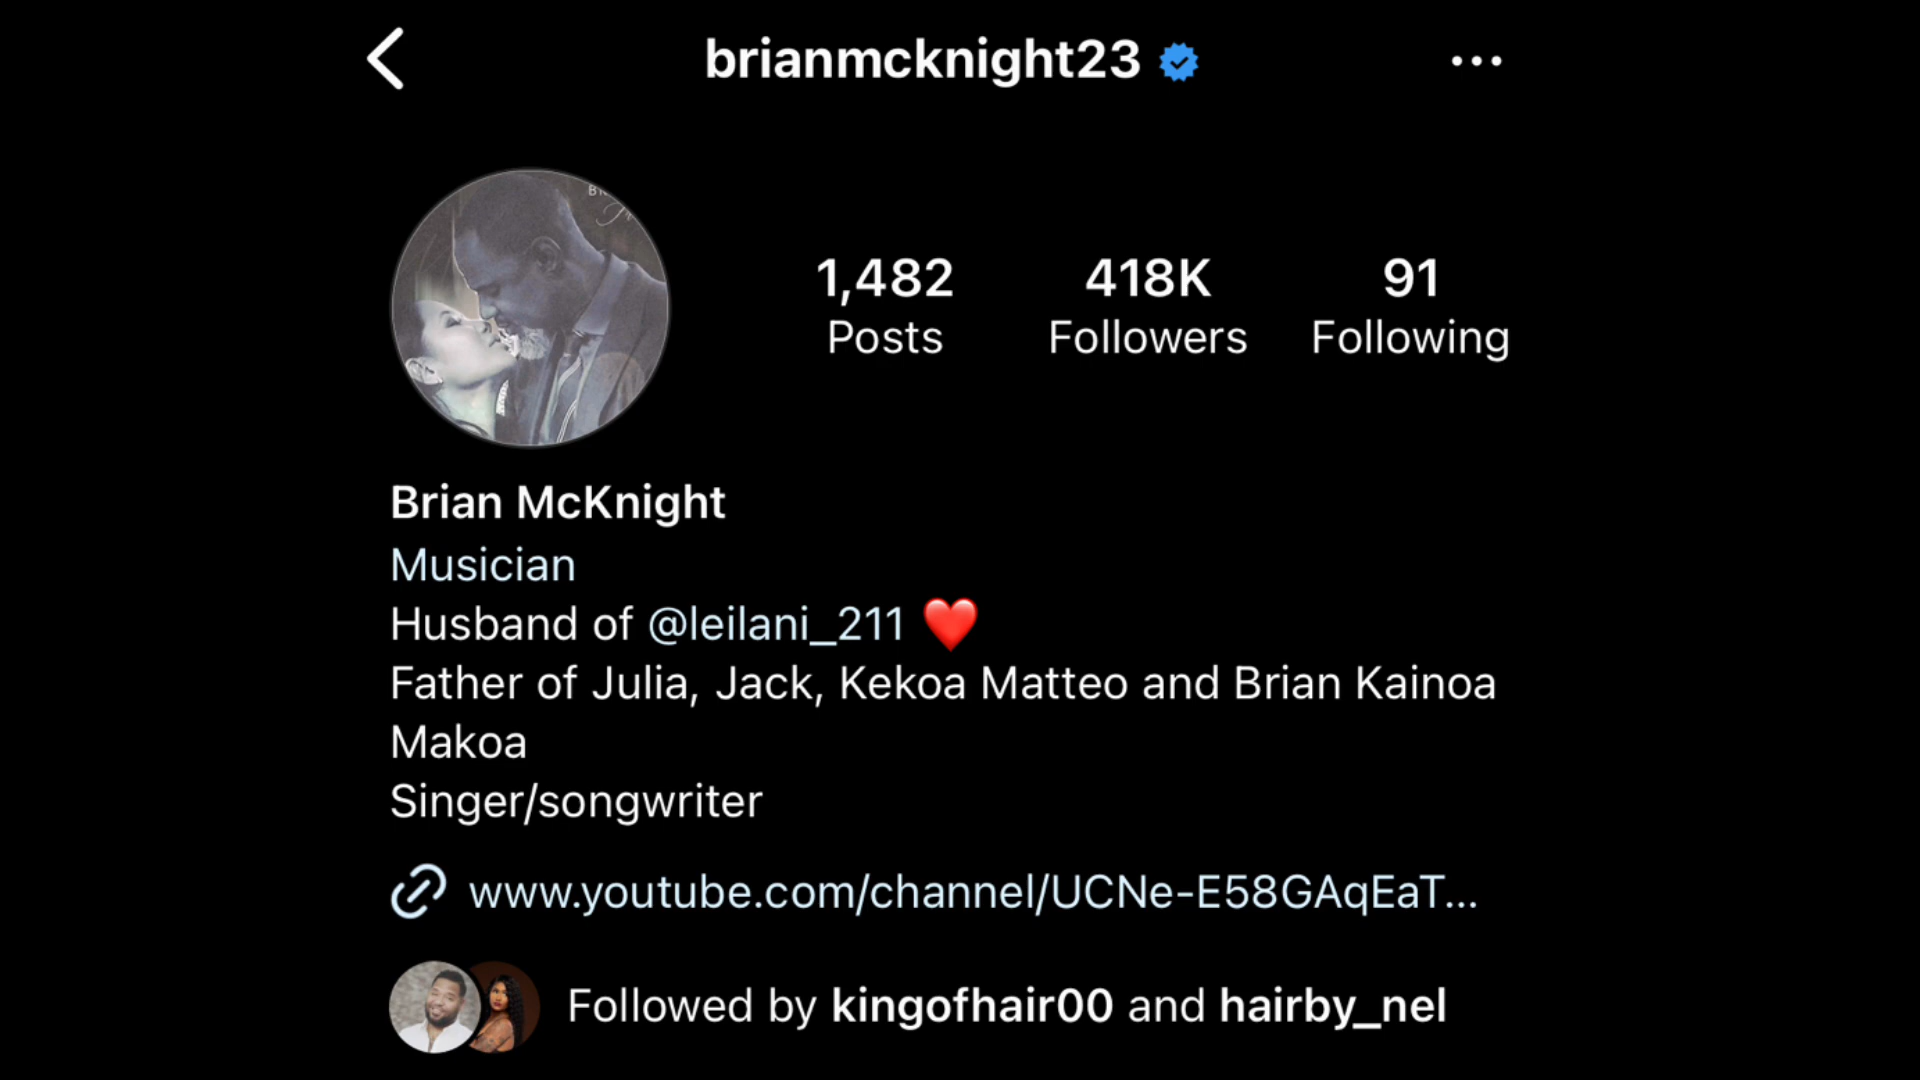 brianmcknight23
1,482
Posts
418K
Followers
91
Following
Brian McKnight
Musician
Husband of @leilani_211 ❤️
Father of Julia, Jack, Kekoa Matteo and Brian Kainoa
Makoa
Singer/songwriter
www.youtube.com/channel/UCNe-E58GAqEaT...
Followed by kingofhair00 and hairby_nel